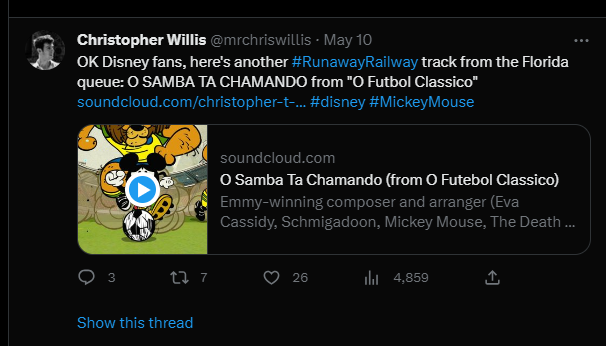 Christopher Willis @mrchriswillis · May 10 ...
OK Disney fans, here's another #RunawayRailway track from the Florida
queue: O SAMBA TA CHAMANDO from "O Futbol Classico"
soundcloud.com/christopher-t-... #disney #MickeyMouse
soundcloud.com
O Samba Ta Chamando (from O Futebol Classico)
Emmy-winning composer and arranger (Eva
Cassidy, Schmigadoon, Mickey Mouse, The Death ...
3 7 26 4,859
Show this thread